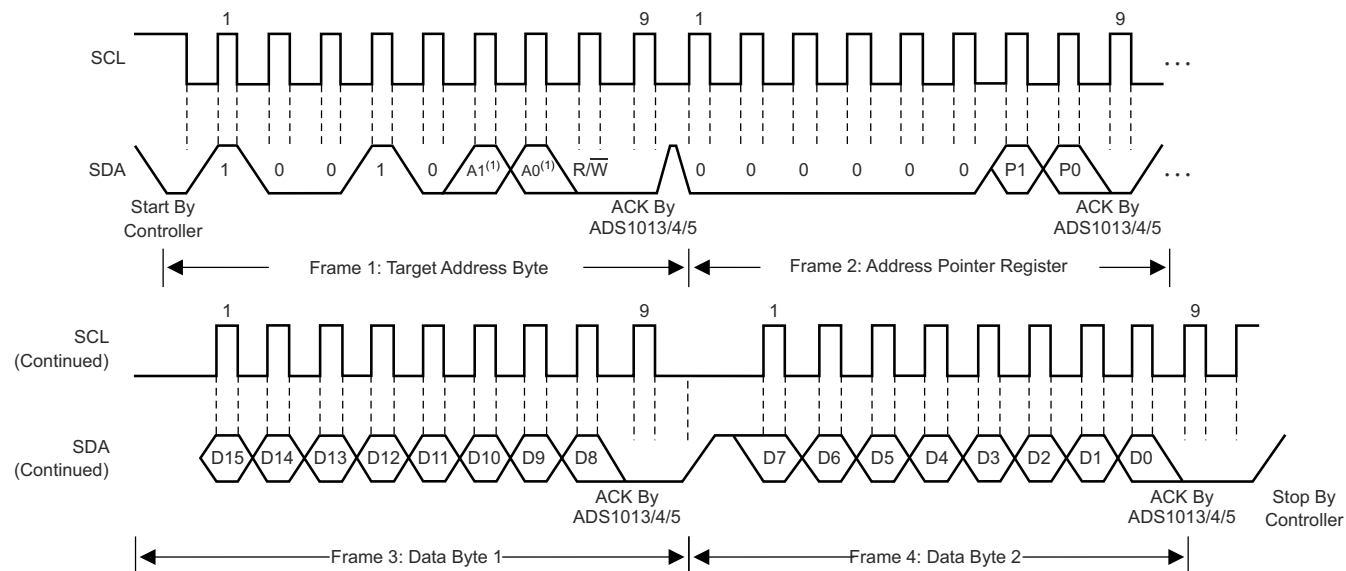 1 9 1 9
SCL ...
SDA 1 0 0 1 0 A1(1) A0(1) R/W̅ 0 0 0 0 0 0 P1 P0 ...
Start By
Controller
ACK By
ADS1013/4/5
ACK By
ADS1013/4/5
Frame 1: Target Address Byte
Frame 2: Address Pointer Register
1 9 1 9
SCL
(Continued)
SDA
(Continued)
D15 D14 D13 D12 D11 D10 D9 D8 D7 D6 D5 D4 D3 D2 D1 D0
ACK By
ADS1013/4/5
ACK By
ADS1013/4/5
Stop By
Controller
Frame 3: Data Byte 1
Frame 4: Data Byte 2